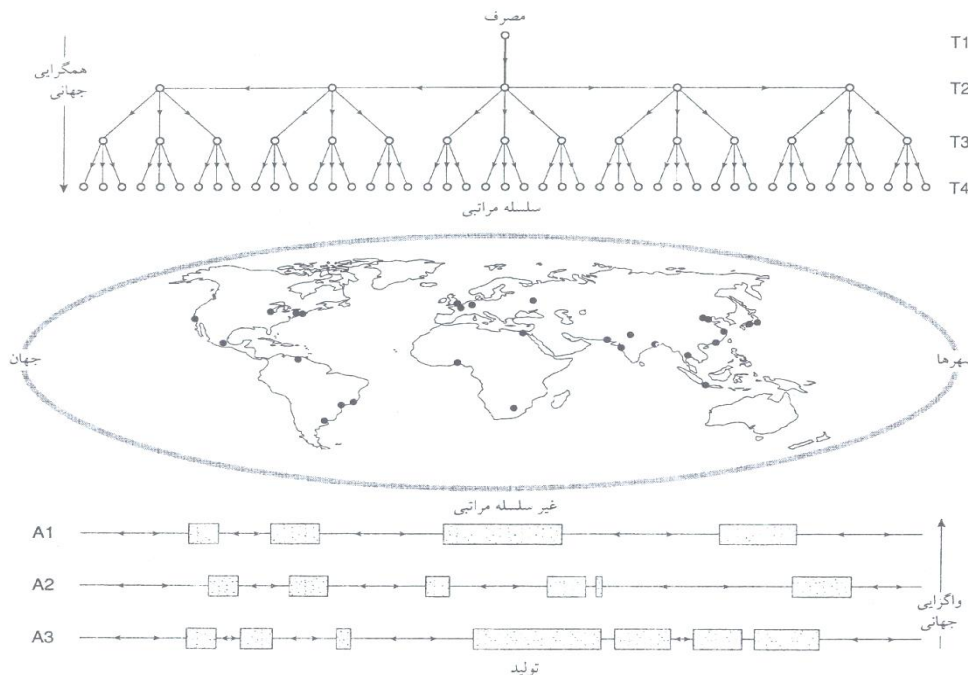 مصرف
T1
همگرایی
جهانی
T2
T3
T4
سلسله مراتبی
جهان
شهرها
غیر سلسله مراتبی
A1
A2
واگرایی
جهانی
A3
تولید